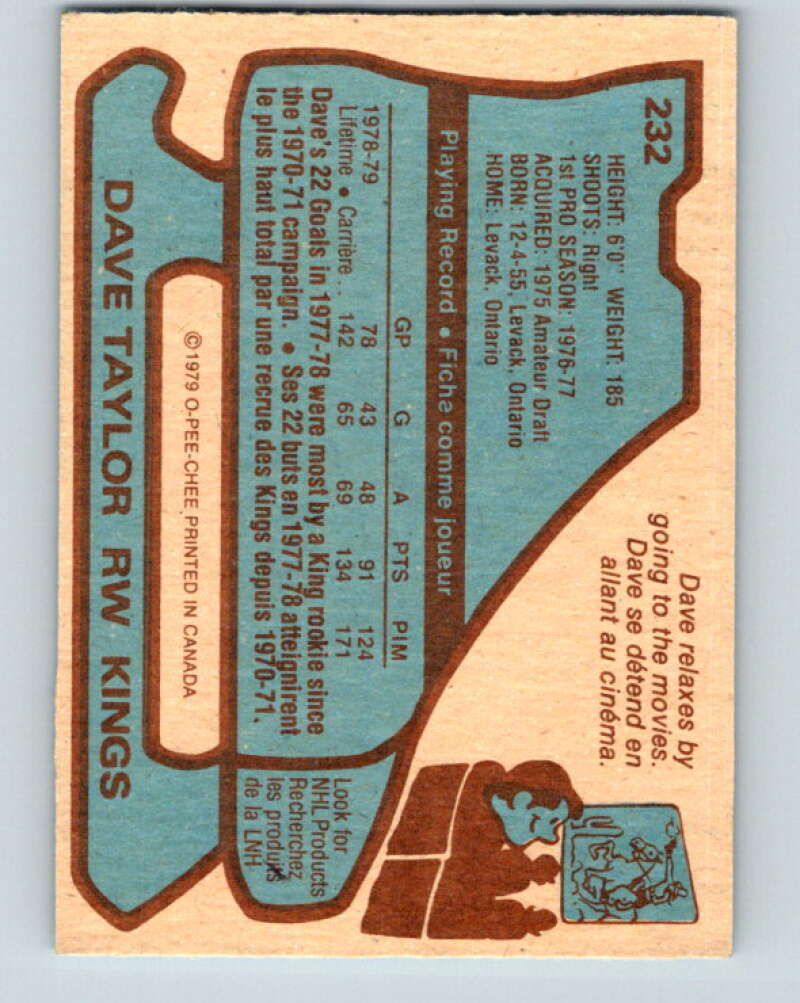 232
HEIGHT: 6'0" WEIGHT: 185
SHOOTS: Right
1st PRO SEASON: 1976-77
ACQUIRED: 1975 Amateur Draft
BORN: 12-4-55, Levack, Ontario
HOME: Levack, Ontario
Dave relaxes by
going to the movies.
Dave se détend en
allant au cinéma.
Playing Record • Fiche comme joueur
GP G A PTS PIM
1978-79 78 43 48 91 124
Lifetime • Carrière .. 142 65 69 134 171
Dave's 22 Goals in 1977-78 were most by a King rookie since
the 1970-71 campaign. • Ses 22 buts en 1977-78 atteignirent
le plus haut total par une recrue des Kings depuis 1970-71.
Look for
NHL Products
Recherchez
les produits
de la LNH
©1979 O-PEE-CHEE PRINTED IN CANADA
DAVE TAYLOR RW KINGS